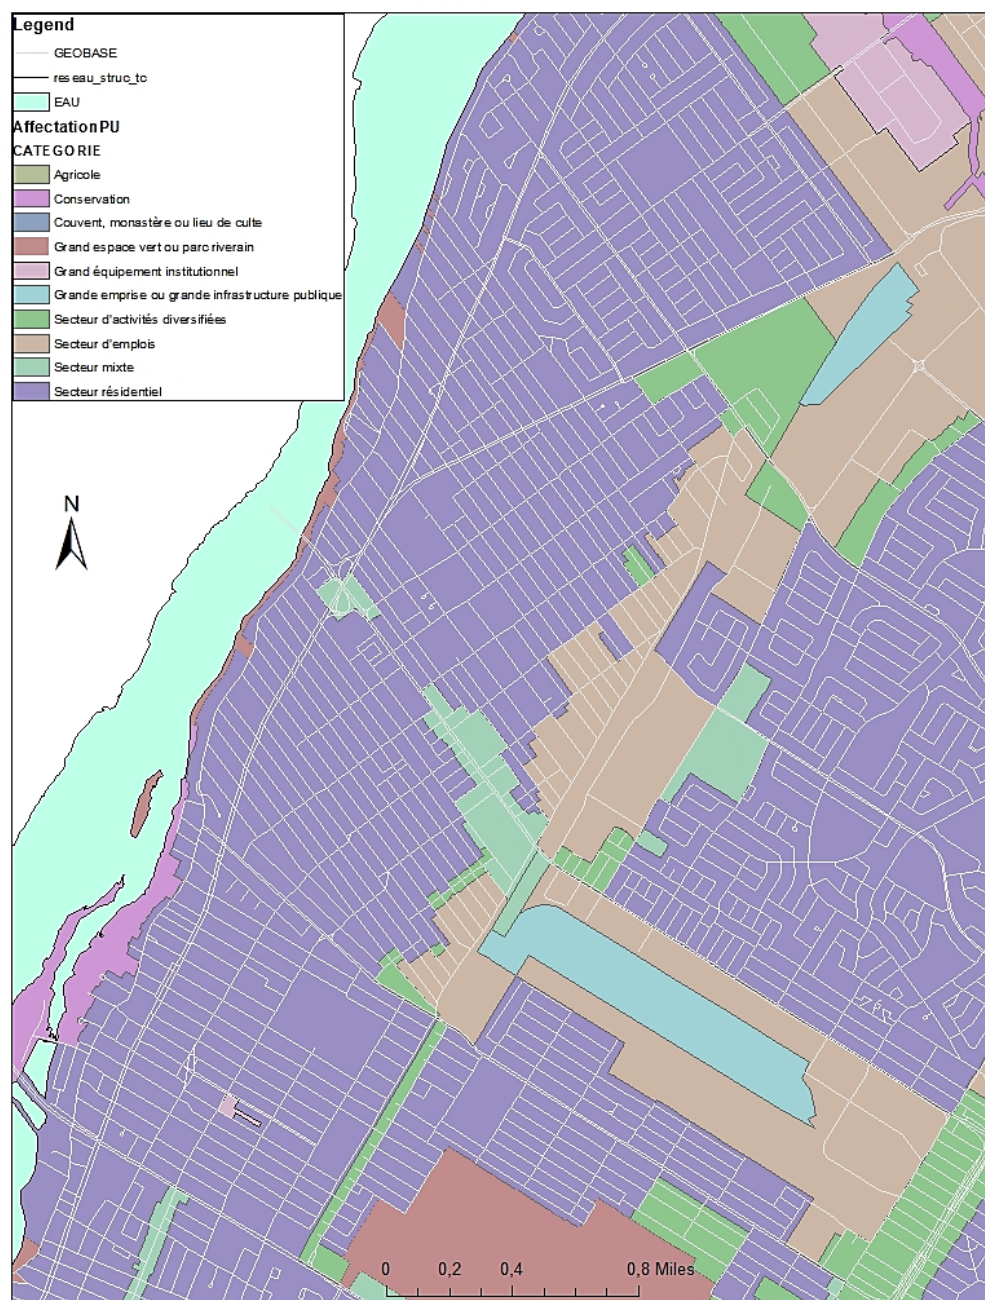 Legend
GEOBASE
reseau_struc_tc
EAU
AffectationPU
CATEGORIE
Agricole
Conservation
Couvent, monastère ou lieu de culte
Grand espace vert ou parc riverain
Grand équipement institutionnel
Grande emprise ou grande infrastructure publique
Secteur d'activités diversifiées
Secteur d'emplois
Secteur mixte
Secteur résidentiel
N
0 0,2 0,4 0,8 Miles